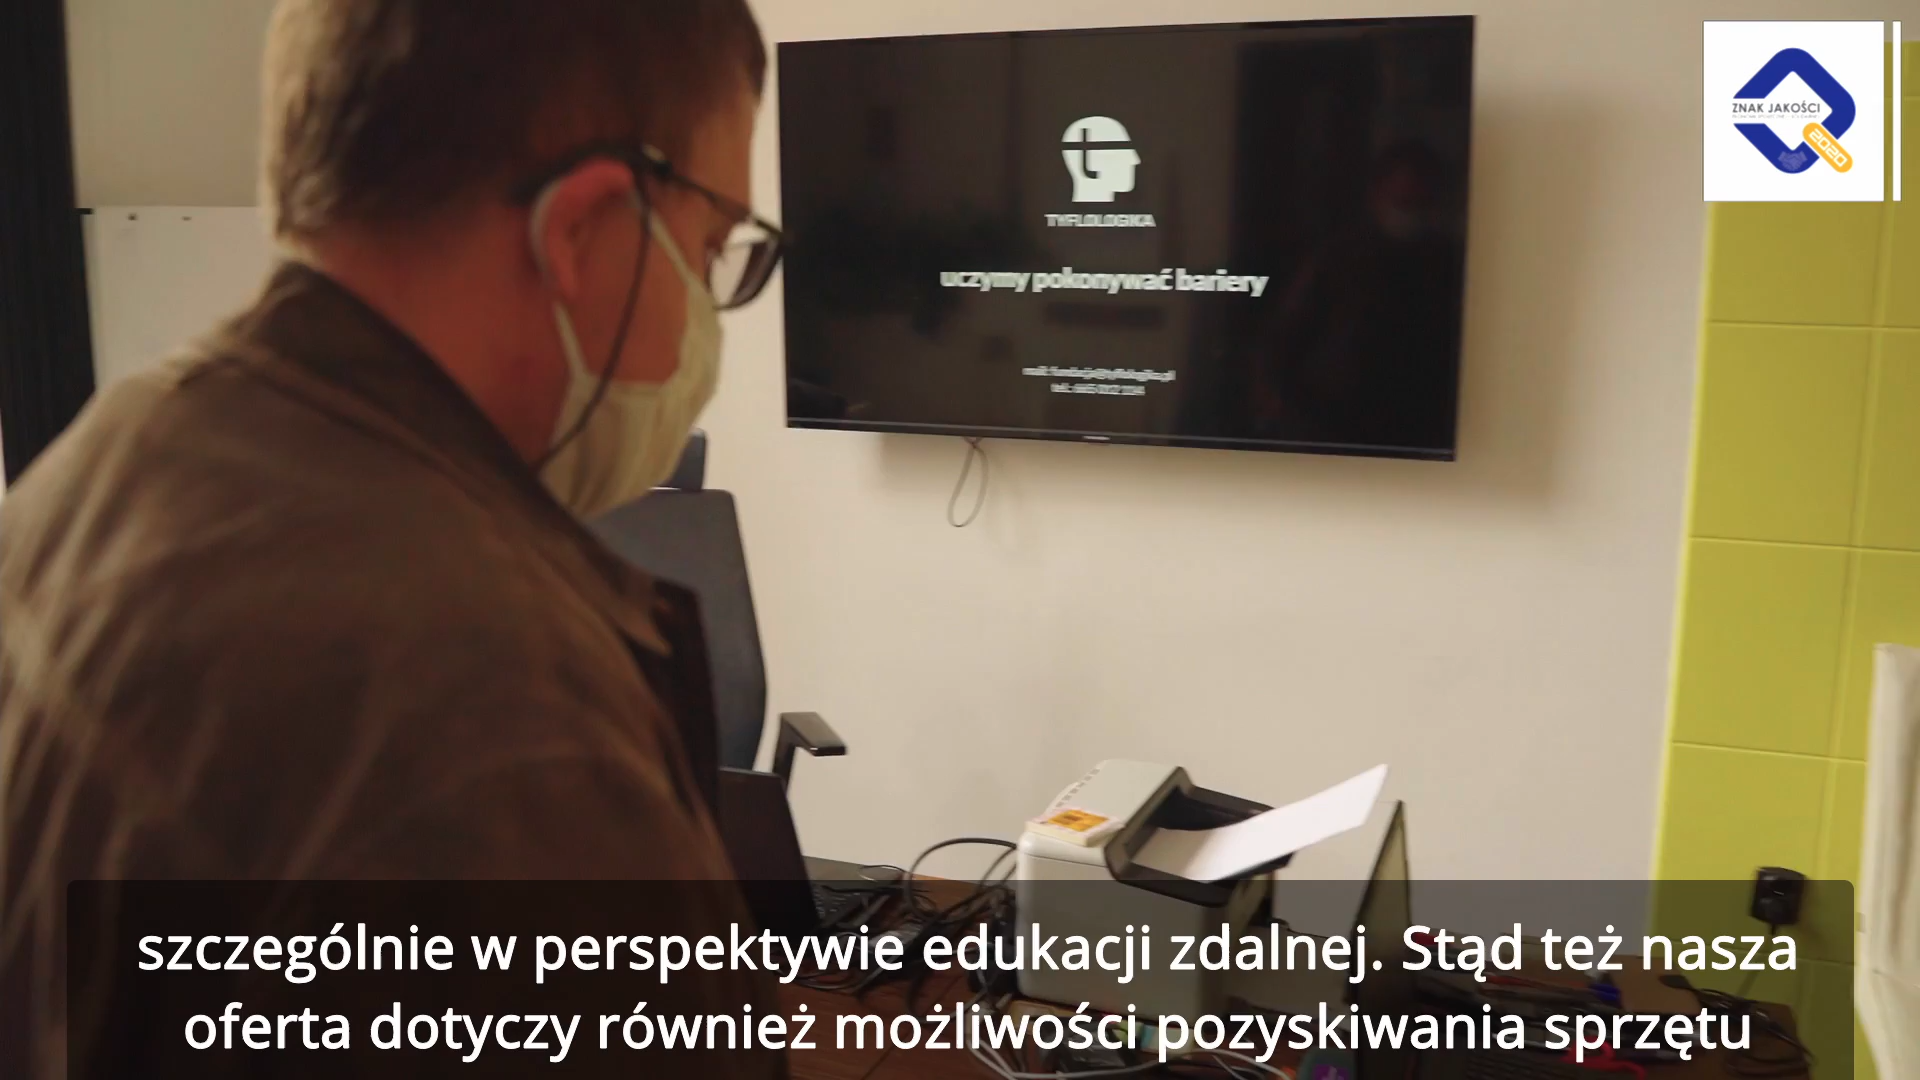 ZNAK JAKOŚCI
2020
TYFLOLOGIKA
uczymy pokonywać bariery
szczególnie w perspektywie edukacji zdalnej. Stąd też nasza
oferta dotyczy również możliwości pozyskiwania sprzętu